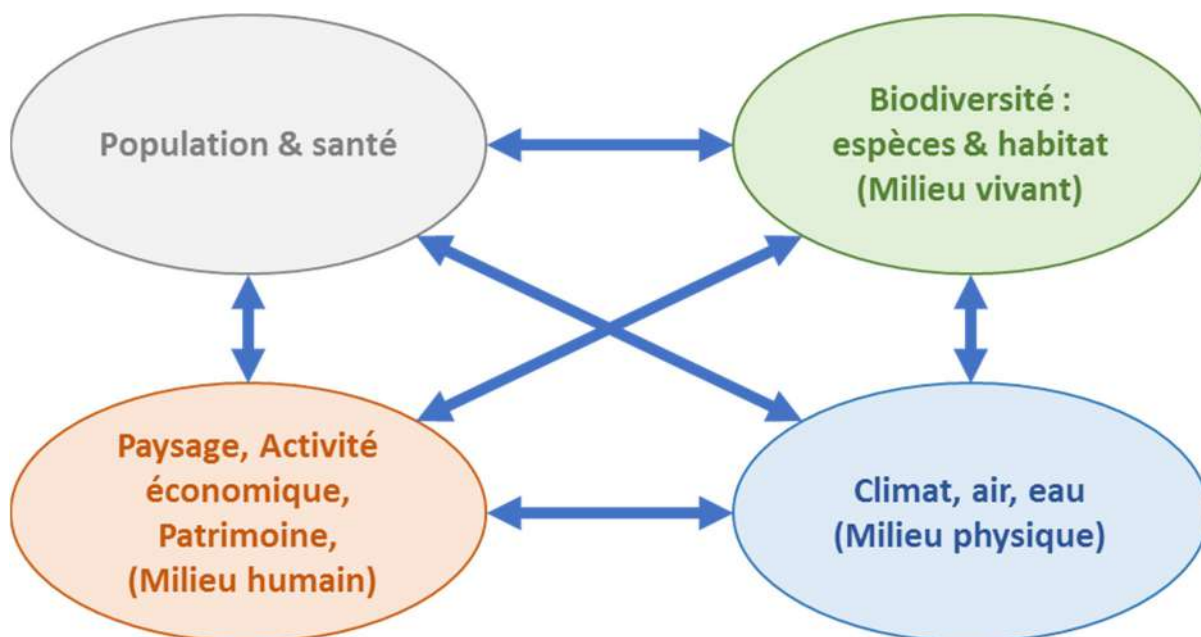 Population & santé
Biodiversité :
espèces & habitat
(Milieu vivant)
Paysage, Activité
économique,
Patrimoine,
(Milieu humain)
Climat, air, eau
(Milieu physique)